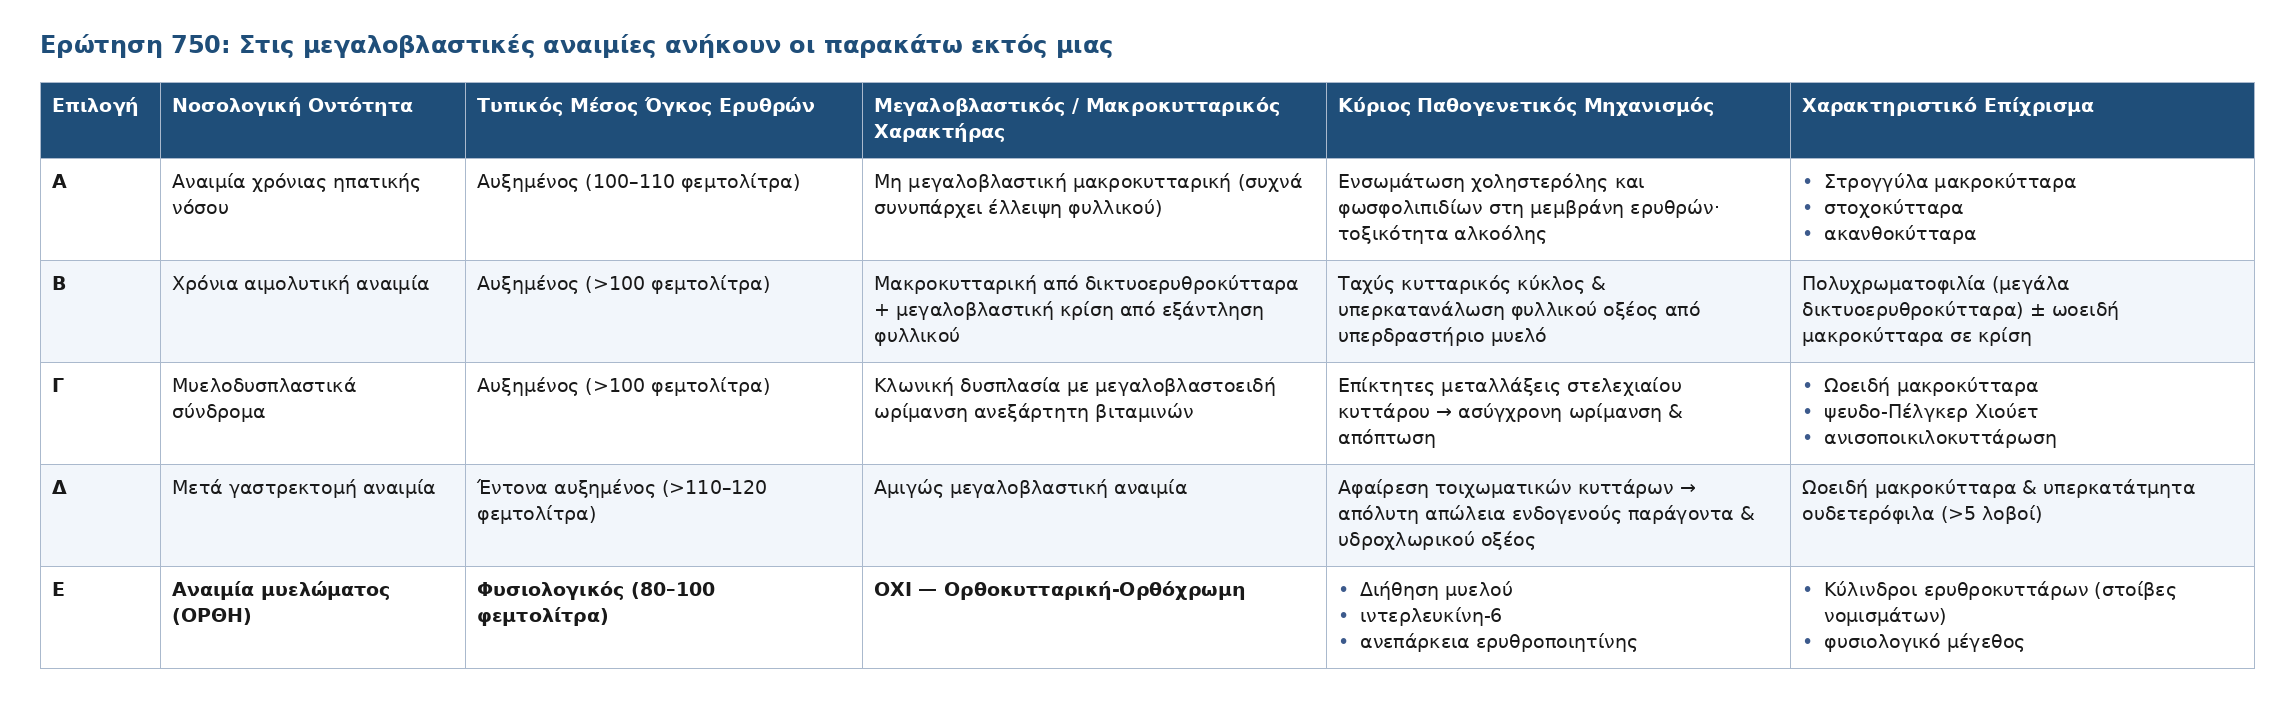 Ερώτηση 750: Στις μεγαλοβλαστικές αναιμίες ανήκουν οι παρακάτω εκτός μιας
Επιλογή
Νοσολογική Οντότητα
Τυπικός Μέσος Όγκος Ερυθρών
Μεγαλοβλαστικός / Μακροκυτταρικός
Χαρακτήρας
Κύριος Παθογενετικός Μηχανισμός
Χαρακτηριστικό Επίχρισμα
Α
Αναιμία χρόνιας ηπατικής
νόσου
Αυξημένος (100–110 φεμτολίτρα)
Μη μεγαλοβλαστική μακροκυτταρική (συχνά
συνυπάρχει έλλειψη φυλλικού)
Ενσωμάτωση χοληστερόλης και
φωσφολιπιδίων στη μεμβράνη ερυθρών·
τοξικότητα αλκοόλης
• Στρογγύλα μακροκύτταρα
• στοχοκύτταρα
• ακανθοκύτταρα
Β
Χρόνια αιμολυτική αναιμία
Αυξημένος (>100 φεμτολίτρα)
Μακροκυτταρική από δικτυοερυθροκύτταρα
+ μεγαλοβλαστική κρίση από εξάντληση
φυλλικού
Ταχύς κυτταρικός κύκλος &
υπερκατανάλωση φυλλικού οξέος από
υπερδραστήριο μυελό
Πολυχρωματοφιλία (μεγάλα
δικτυοερυθροκύτταρα) ± ωοειδή
μακροκύτταρα σε κρίση
Γ
Μυελοδυσπλαστικά
σύνδρομα
Αυξημένος (>100 φεμτολίτρα)
Κλωνική δυσπλασία με μεγαλοβλαστοειδή
ωρίμανση ανεξάρτητη βιταμινών
Επίκτητες μεταλλάξεις στελεχιαίου
κυττάρου → ασύγχρονη ωρίμανση &
απόπτωση
• Ωοειδή μακροκύτταρα
• ψευδο-Πέλγκερ Χιούετ
• ανισοποικιλοκυττάρωση
Δ
Μετά γαστρεκτομή αναιμία
Έντονα αυξημένος (>110–120
φεμτολίτρα)
Αμιγώς μεγαλοβλαστική αναιμία
Αφαίρεση τοιχωματικών κυττάρων →
απόλυτη απώλεια ενδογενούς παράγοντα &
υδροχλωρικού οξέος
Ωοειδή μακροκύτταρα & υπερκατάτμητα
ουδετερόφιλα (>5 λοβοί)
Ε
Αναιμία μυελώματος
(ΟΡΘΗ)
Φυσιολογικός (80–100
φεμτολίτρα)
ΟΧΙ — Ορθοκυτταρική-Ορθόχρωμη
• Διήθηση μυελού
• ιντερλευκίνη-6
• ανεπάρκεια ερυθροποιητίνης
• Κύλινδροι ερυθροκυττάρων (στοίβες
νομισμάτων)
• φυσιολογικό μέγεθος